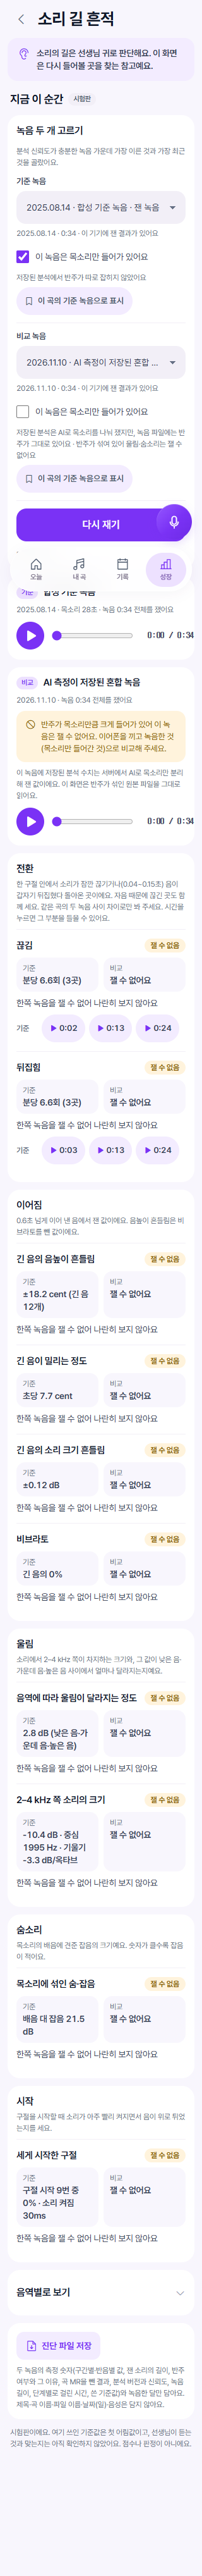 소리 길 흔적
소리의 길은 선생님 귀로 판단해요. 이 화면
은 다시 들어볼 곳을 찾는 참고예요.
지금 이 순간 시험판
녹음 두 개 고르기
분석 신뢰도가 충분한 녹음 가운데 가장 이른 것과 가장 최근
것을 골랐어요.
기준 녹음
2025.08.14 · 합성 기준 녹음 · 잰 녹음
2025.08.14 · 0:34 · 이 기기에 잰 결과가 있어요
이 녹음은 목소리만 들어가 있어요
저장된 분석에서 반주가 따로 잡히지 않았어요
이 곡의 기준 녹음으로 표시
비교 녹음
2026.11.10 · AI 측정이 저장된 혼합 ...
2026.11.10 · 0:34 · 이 기기에 잰 결과가 있어요
이 녹음은 목소리만 들어가 있어요
저장된 분석은 AI로 목소리를 나눠 쟀지만, 녹음 파일에는 반
주가 그대로 있어요 · 반주가 섞여 있어 울림·숨소리는 잴 수
없어요
이 곡의 기준 녹음으로 표시
다시 재기
오늘
내 곡
기록
성장
기준 합성 기준 녹음
2025.08.14 · 목소리 28초 · 녹음 0:34 전체를 쟀어요
0:00 / 0:34
비교 AI 측정이 저장된 혼합 녹음
2026.11.10 · 녹음 0:34 전체를 쟀어요
반주가 목소리만큼 크게 들어가 있어 이 녹
음은 잴 수 없어요. 이어폰을 끼고 녹음한 것
(목소리만 들어간 것)으로 비교해 주세요.
이 녹음에 저장된 분석 수치는 서버에서 AI로 목소리만 분리
해 잰 값이에요. 이 화면은 반주가 섞인 원본 파일을 그대로
읽어요.
0:00 / 0:34
전환
한 구절 안에서 소리가 잠깐 끊기거나(0.04–0.15초) 음이
갑자기 뒤집혔다 돌아온 곳이에요. 자음 때문에 끊긴 곳도 함
께 세요. 같은 곡의 두 녹음 사이 차이로만 봐 주세요. 시간을
누르면 그 부분을 들을 수 있어요.
끊김
잴 수 없음
기준
분당 6.6회 (3곳)
비교
잴 수 없어요
한쪽 녹음을 잴 수 없어 나란히 보지 않아요
기준 0:02 0:13 0:24
뒤집힘
잴 수 없음
기준
분당 6.6회 (3곳)
비교
잴 수 없어요
한쪽 녹음을 잴 수 없어 나란히 보지 않아요
기준 0:03 0:13 0:24
이어짐
0.6초 넘게 이어 낸 음에서 잰 값이에요. 음높이 흔들림은 비
브라토를 뺀 값이에요.
긴 음의 음높이 흔들림
잴 수 없음
기준
±18.2 cent (긴 음
12개)
비교
잴 수 없어요
한쪽 녹음을 잴 수 없어 나란히 보지 않아요
긴 음이 밀리는 정도
잴 수 없음
기준
초당 7.7 cent
비교
잴 수 없어요
한쪽 녹음을 잴 수 없어 나란히 보지 않아요
긴 음의 소리 크기 흔들림
잴 수 없음
기준
±0.12 dB
비교
잴 수 없어요
한쪽 녹음을 잴 수 없어 나란히 보지 않아요
비브라토
잴 수 없음
기준
긴 음의 0%
비교
잴 수 없어요
한쪽 녹음을 잴 수 없어 나란히 보지 않아요
울림
소리에서 2–4 kHz 쪽이 차지하는 크기와, 그 값이 낮은 음·
가운데 음·높은 음 사이에서 얼마나 달라지는지예요.
음역에 따라 울림이 달라지는 정도
잴 수 없음
기준
2.8 dB (낮은 음·가
운데 음·높은 음)
비교
잴 수 없어요
한쪽 녹음을 잴 수 없어 나란히 보지 않아요
2–4 kHz 쪽 소리의 크기
잴 수 없음
기준
-10.4 dB · 중심
1995 Hz · 기울기
-3.3 dB/옥타브
비교
잴 수 없어요
한쪽 녹음을 잴 수 없어 나란히 보지 않아요
숨소리
목소리의 배음에 견준 잡음의 크기예요. 숫자가 클수록 잡음
이 적어요.
목소리에 섞인 숨·잡음
잴 수 없음
기준
배음 대 잡음 21.5
dB
비교
잴 수 없어요
한쪽 녹음을 잴 수 없어 나란히 보지 않아요
시작
구절을 시작할 때 소리가 아주 빨리 켜지면서 음이 위로 튀었
는지를 세요.
세게 시작한 구절
잴 수 없음
기준
구절 시작 9번 중
0% · 소리 켜짐
30ms
비교
잴 수 없어요
한쪽 녹음을 잴 수 없어 나란히 보지 않아요
음역별로 보기
진단 파일 저장
두 녹음의 측정 숫자(구간별·반음별 값, 잰 소리의 길이, 반주
여부와 그 이유, 곡 MR을 뺀 결과, 분석 버전과 신뢰도, 녹음
길이, 단계별로 걸린 시간, 쓴 기준값)와 녹음한 달만 담아요.
제목·곡 이름·파일 이름·날짜(일)·음성은 담지 않아요.
시험판이에요. 여기 쓰인 기준값은 첫 어림값이고, 선생님이 듣는
것과 맞는지는 아직 확인하지 않았어요. 점수나 판정이 아니에요.